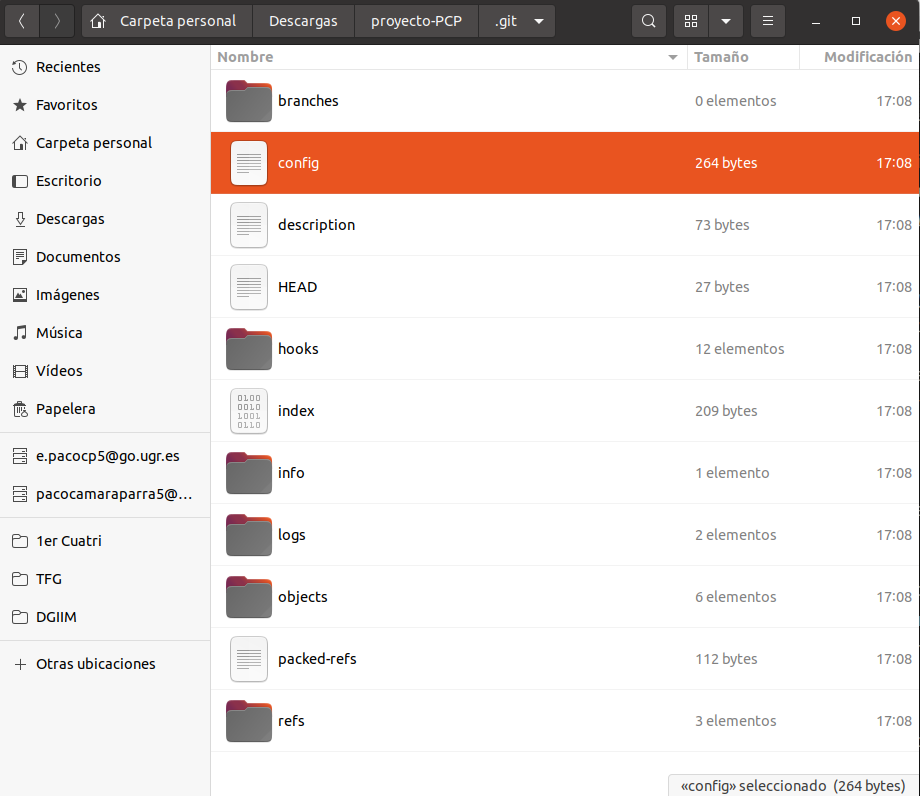 Carpeta personal Descargas proyecto-PCP .git
Nombre Tamaño Modificación
Recientes
Favoritos
Carpeta personal
Escritorio
Descargas
Documentos
Imágenes
Música
Vídeos
Papelera
e.pacocp5@go.ugr.es
pacocamaraparra5@...
1er Cuatri
TFG
DGIIM
Otras ubicaciones
branches 0 elementos 17:08
config 264 bytes 17:08
description 73 bytes 17:08
HEAD 27 bytes 17:08
hooks 12 elementos 17:08
0100
0010
1001
0110
index 209 bytes 17:08
info 1 elemento 17:08
logs 2 elementos 17:08
objects 6 elementos 17:08
packed-refs 112 bytes 17:08
refs 3 elementos 17:08
«config» seleccionado (264 bytes)